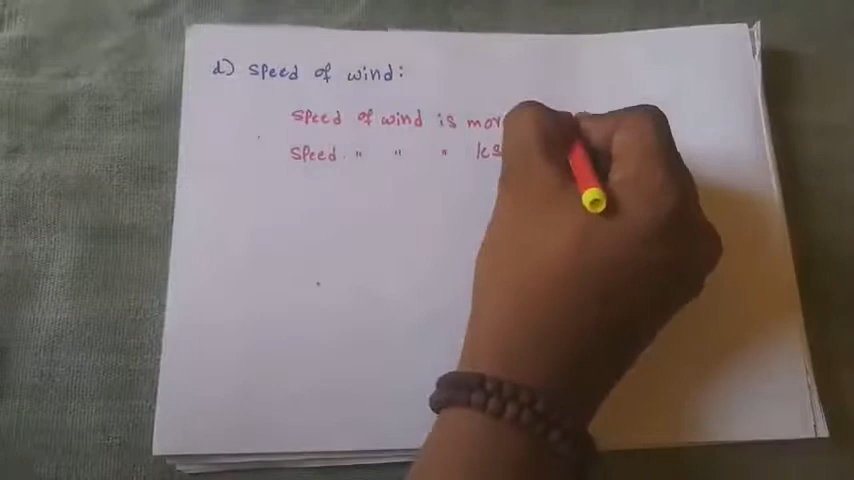 d) Speed of wind:
Speed of wind is mor
Speed " " " les